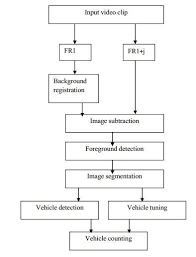 Input video clip
FR1
FR1+j
Background
registration
Image subtraction
Foreground detection
Image segmentation
Vehicle detection
Vehicle tuning
Vehicle counting